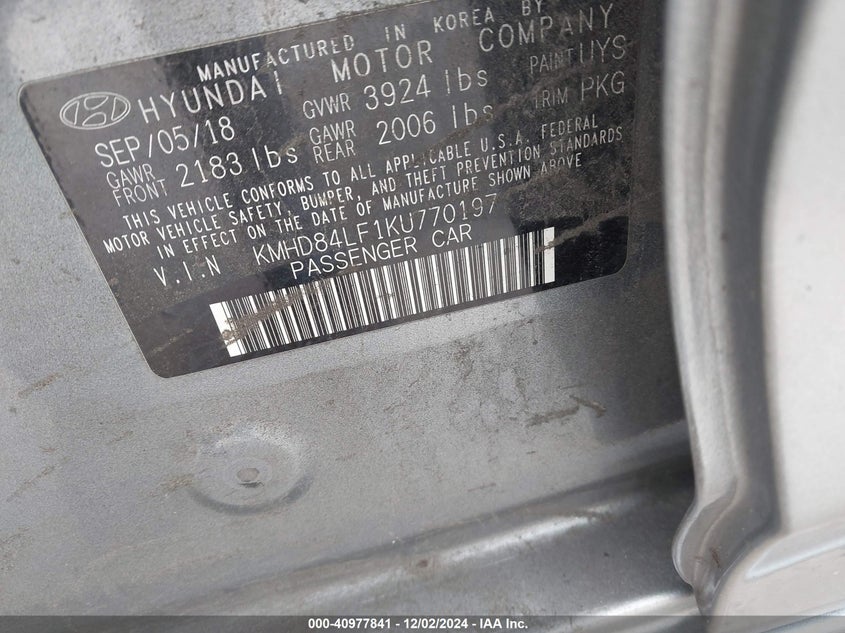 MANUFACTURED IN KOREA BY
HYUNDAI MOTOR COMPANY
SEP/05/18 GVWR 3924 lbs PAINT UYS
GAWR FRONT 2183 lbs GAWR REAR 2006 lbs TRIM PKG
THIS VEHICLE CONFORMS TO ALL APPLICABLE U.S.A. FEDERAL
MOTOR VEHICLE SAFETY, BUMPER, AND THEFT PREVENTION STANDARDS
IN EFFECT ON THE DATE OF MANUFACTURE SHOWN ABOVE
V.I.N KMHD84LF1KU770197
PASSENGER CAR
000-40977841 - 12/02/2024 - IAA Inc.